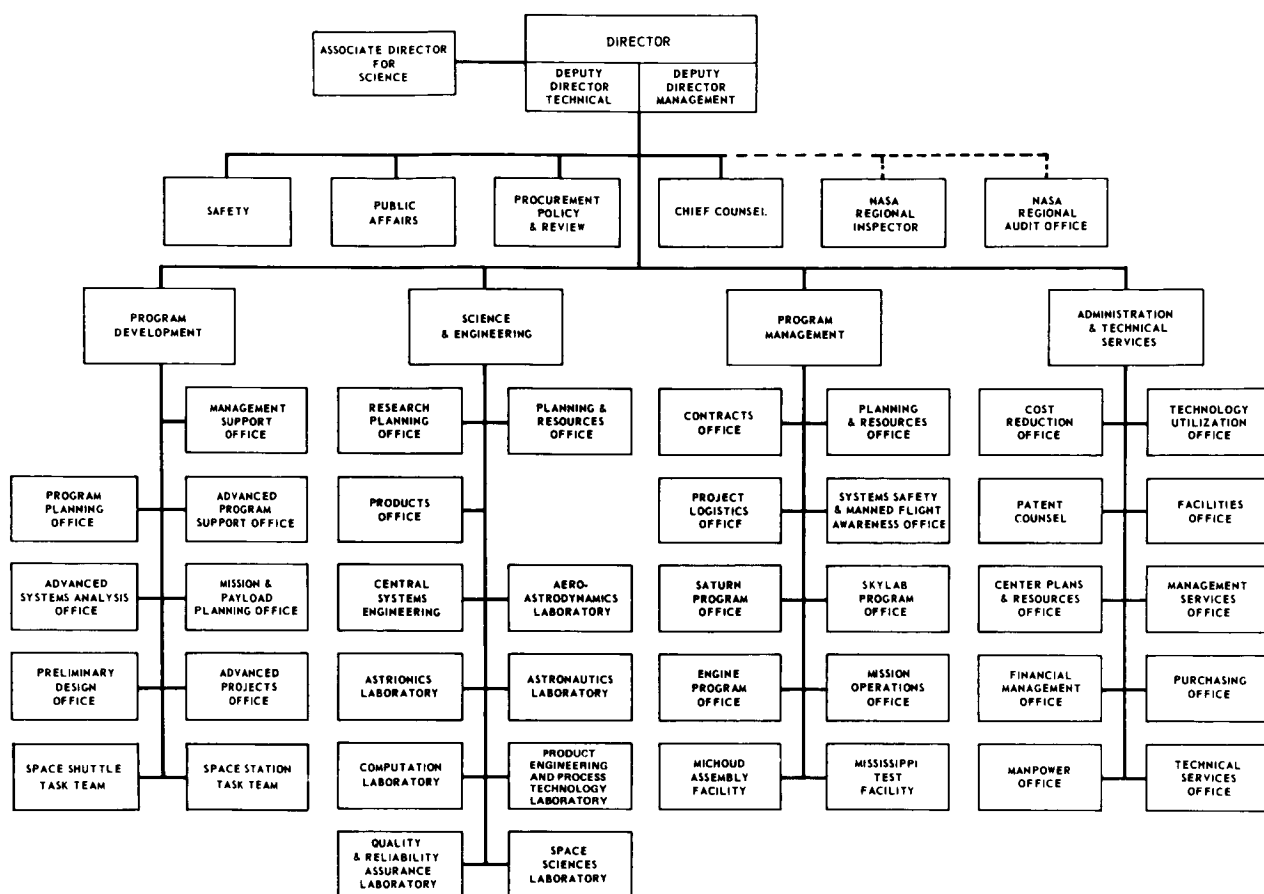 ASSOCIATE DIRECTOR
FOR
SCIENCE
DIRECTOR
DEPUTY
DIRECTOR
TECHNICAL
DEPUTY
DIRECTOR
MANAGEMENT
SAFETY
PUBLIC
AFFAIRS
PROCUREMENT
POLICY
& REVIEW
CHIEF COUNSEL
NASA
REGIONAL
INSPECTOR
NASA
REGIONAL
AUDIT OFFICE
PROGRAM
DEVELOPMENT
SCIENCE
& ENGINEERING
PROGRAM
MANAGEMENT
ADMINISTRATION
& TECHNICAL
SERVICES
MANAGEMENT
SUPPORT
OFFICE
RESEARCH
PLANNING
OFFICE
PLANNING &
RESOURCES OFFICE
CONTRACTS
OFFICE
PLANNING
& RESOURCES
OFFICE
COST
REDUCTION
OFFICE
TECHNOLOGY
UTILIZATION
OFFICE
PROGRAM
PLANNING
OFFICE
ADVANCED
PROGRAM
SUPPORT OFFICE
PRODUCTS
OFFICE
PROJECT
LOGISTICS
OFFICE
SYSTEMS SAFETY
& MANNED FLIGHT
AWARENESS OFFICE
PATENT
COUNSEL
FACILITIES
OFFICE
ADVANCED
SYSTEMS ANALYSIS
OFFICE
MISSION &
PAYLOAD
PLANNING OFFICE
CENTRAL
SYSTEMS
ENGINEERING
AERO-
ASTRODYNAMICS
LABORATORY
SATURN
PROGRAM
OFFICE
SKYLAB
PROGRAM
OFFICE
CENTER PLANS
& RESOURCES
OFFICE
MANAGEMENT
SERVICES
OFFICE
PRELIMINARY
DESIGN
OFFICE
ADVANCED
PROJECTS
OFFICE
ASTRIONICS
LABORATORY
ASTRONAUTICS
LABORATORY
ENGINE
PROGRAM
OFFICE
MISSION
OPERATIONS
OFFICE
FINANCIAL
MANAGEMENT
OFFICE
PURCHASING
OFFICE
SPACE SHUTTLE
TASK TEAM
SPACE STATION
TASK TEAM
COMPUTATION
LABORATORY
PRODUCT
ENGINEERING
AND PROCESS
TECHNOLOGY
LABORATORY
MICHOUD
ASSEMBLY
FACILITY
MISSISSIPPI
TEST
FACILITY
MANPOWER
OFFICE
TECHNICAL
SERVICES
OFFICE
QUALITY
& RELIABILITY
ASSURANCE
LABORATORY
SPACE
SCIENCES
LABORATORY